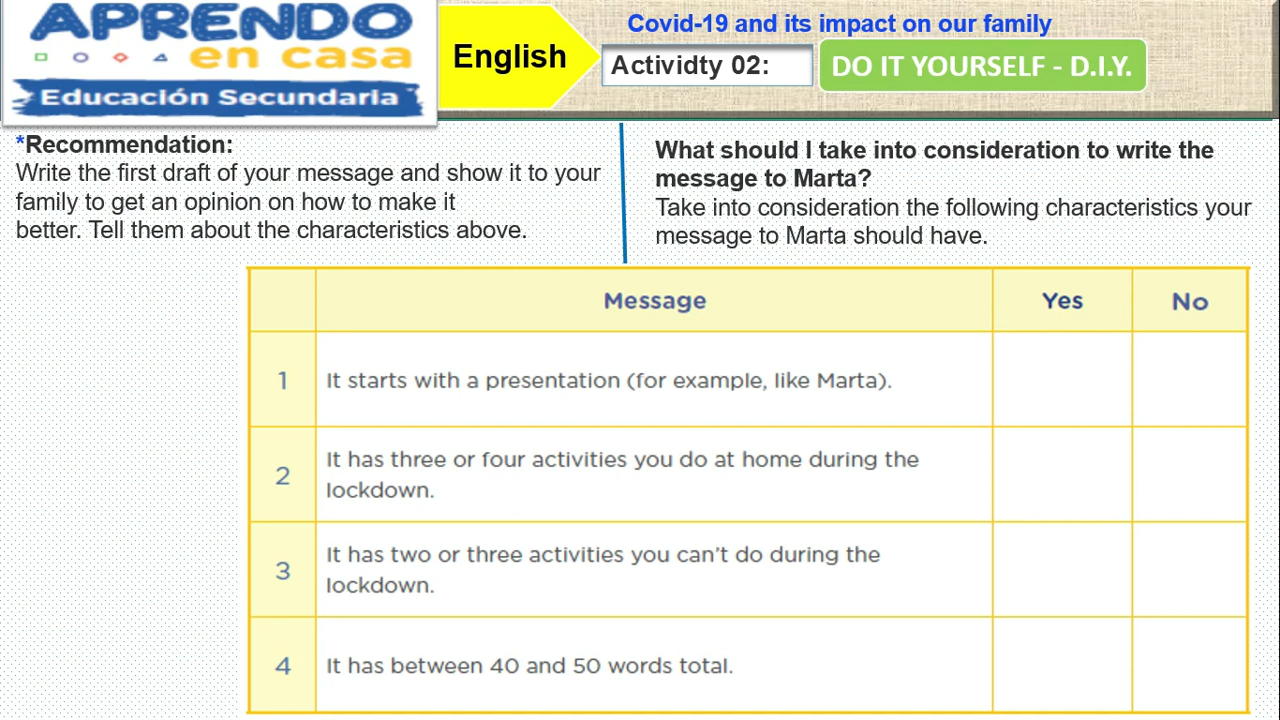 APRENDO
en casa
Educación Secundaria
English
Covid-19 and its impact on our family
Activithty 02:
DO IT YOURSELF - D.I.Y.
*Recommendation:
Write the first draft of your message and show it to your
family to get an opinion on how to make it
better. Tell them about the characteristics above.
What should I take into consideration to write the
message to Marta?
Take into consideration the following characteristics your
message to Marta should have.
Message Yes No
1 It starts with a presentation (for example, like Marta).
2 It has three or four activities you do at home during the
lockdown.
3 It has two or three activities you can't do during the
lockdown.
4 It has between 40 and 50 words total.